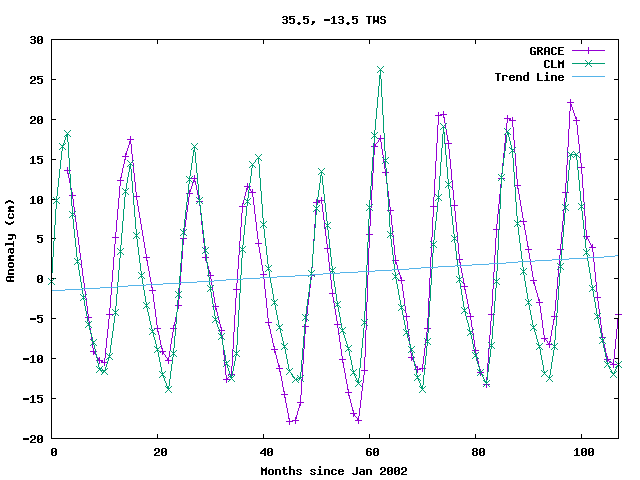 35.5, -13.5 TWS
30
25
20
15
10
5
0
-5
-10
-15
-20
Anomaly (cm)
GRACE
CLM
Trend Line
0 20 40 60 80 100
Months since Jan 2002